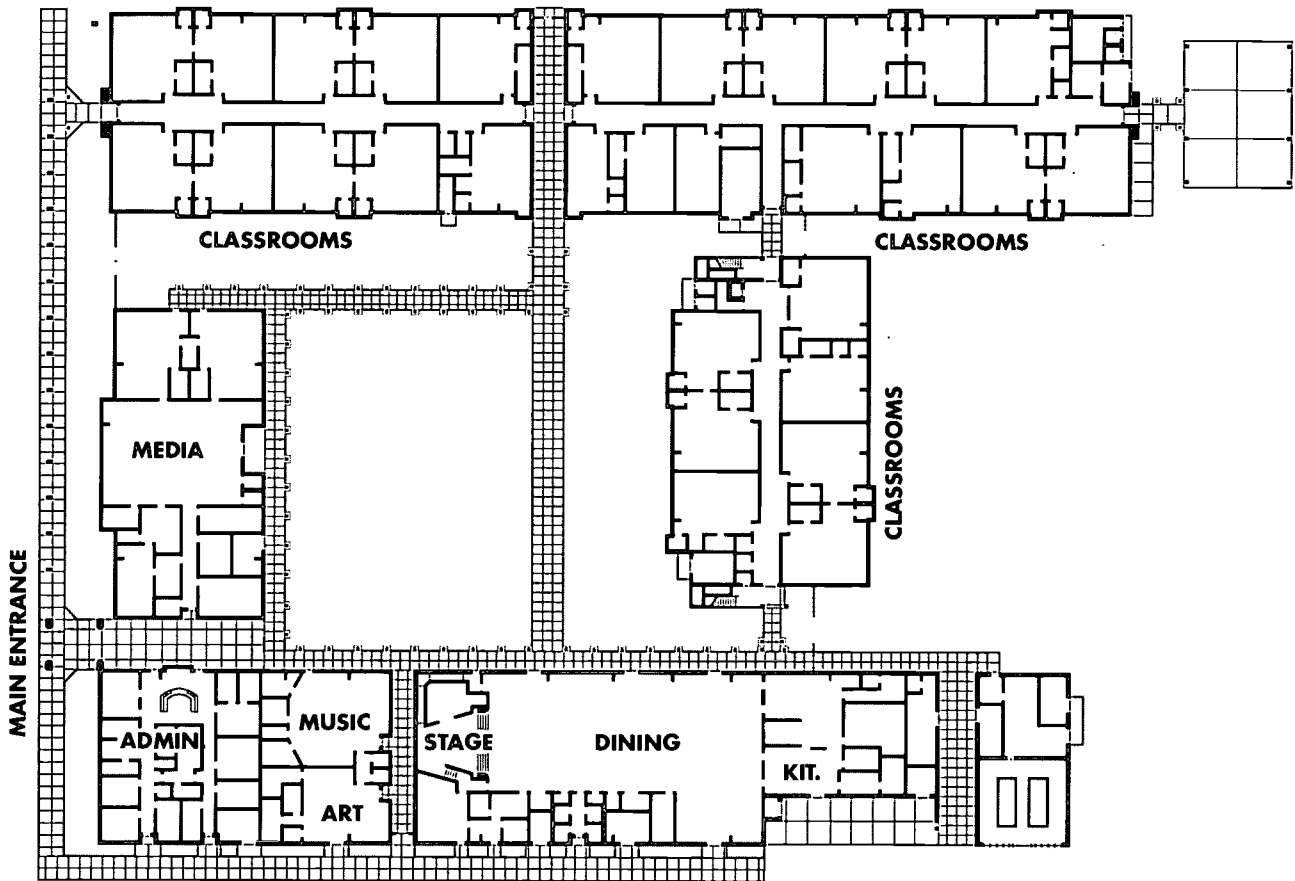 CLASSROOMS
CLASSROOMS
MEDIA
CLASSROOMS
MAIN ENTRANCE
MUSIC
ADMIN.
STAGE
DINING
KIT.
ART